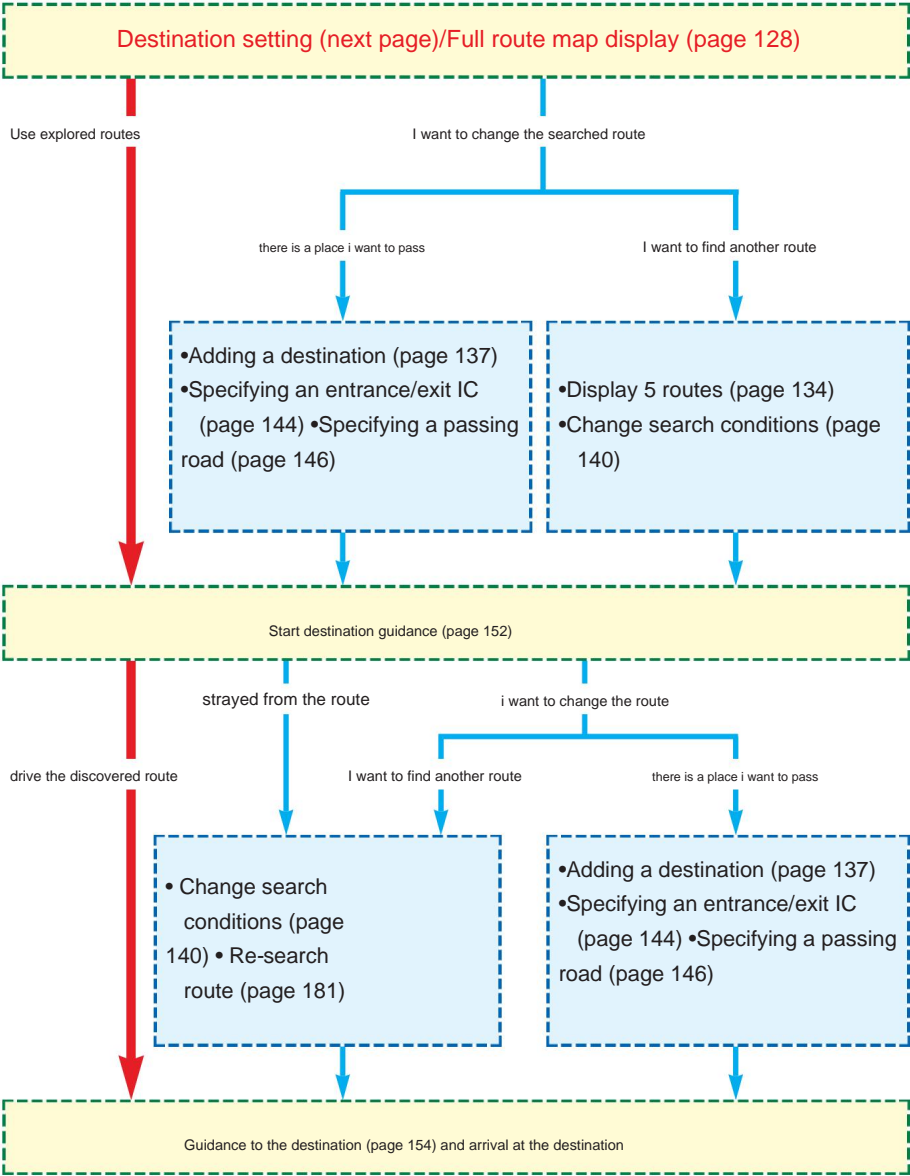 Destination setting (next page)/Full route map display (page 128)
Use explored routes
I want to change the searched route
there is a place i want to pass
I want to find another route
•Adding a destination (page 137)
•Specifying an entrance/exit IC
(page 144) •Specifying a passing
road (page 146)
•Display 5 routes (page 134)
•Change search conditions (page
140)
Start destination guidance (page 152)
strayed from the route
i want to change the route
drive the discovered route
I want to find another route
there is a place i want to pass
• Change search
conditions (page
140) • Re-search
route (page 181)
•Adding a destination (page 137)
•Specifying an entrance/exit IC
(page 144) •Specifying a passing
road (page 146)
Guidance to the destination (page 154) and arrival at the destination